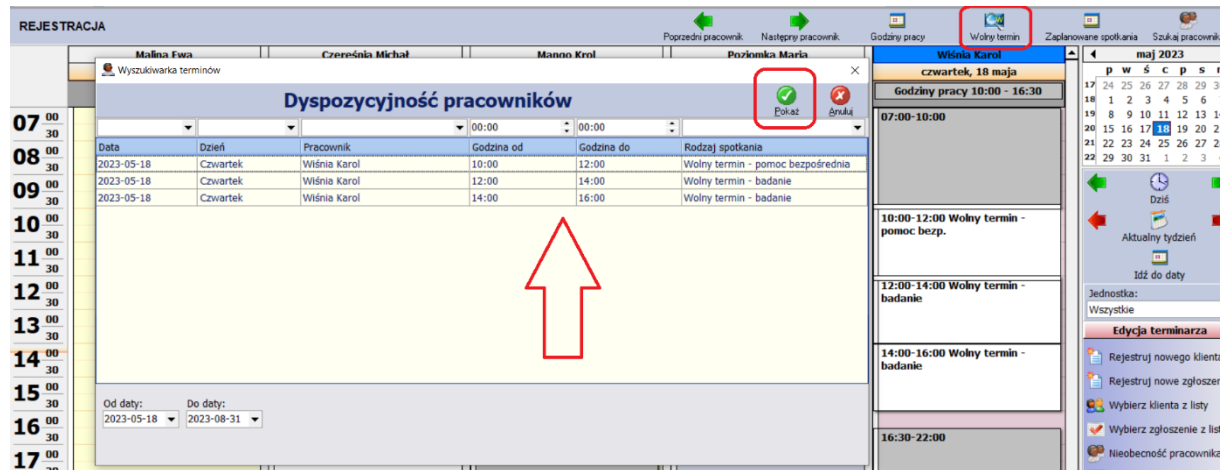 REJESTRACJA
Poprzedni pracownik Następny pracownik Godziny pracy Wolny termin Zaplanowane spotkania Szukaj pracownik
Malina Ewa Czereśnia Michał Mango Krol Poziomka Maria Wiśnia Karol
czwartek, 18 maja
Godziny pracy 10:00 - 16:30
Wyszukiwarka terminów
Dyspozycyjność pracowników
Pokaż Anuluj
00:00 00:00
Data Dzień Pracownik Godzina od Godzina do Rodzaj spotkania
2023-05-18 Czwartek Wiśnia Karol 10:00 12:00 Wolny termin - pomoc bezpośrednia
2023-05-18 Czwartek Wiśnia Karol 12:00 14:00 Wolny termin - badanie
2023-05-18 Czwartek Wiśnia Karol 14:00 16:00 Wolny termin - badanie
Od daty: Do daty:
2023-05-18 2023-08-31
07 00
30
08 00
30
09 00
30
10 00
30
11 00
30
12 00
30
13 00
30
14 00
30
15 00
30
16 00
30
17 00
07:00-10:00
10:00-12:00 Wolny termin -
pomoc bezp.
12:00-14:00 Wolny termin -
badanie
14:00-16:00 Wolny termin -
badanie
16:30-22:00
maj 2023
p w ś c p s
17 24 25 26 27 28 29
18 1 2 3 4 5 6
19 8 9 10 11 12 13
20 15 16 17 18 19 20
21 22 23 24 25 26 27
22 29 30 31 1 2 3
Dziś
Aktualny tydzień
Idź do daty
Jednostka:
Wszystkie
Edycja terminarza
Rejestruj nowego klienta
Rejestruj nowe zgłoszen
Wybierz klienta z listy
Wybierz zgłoszenie z list
Nieobecność pracownika